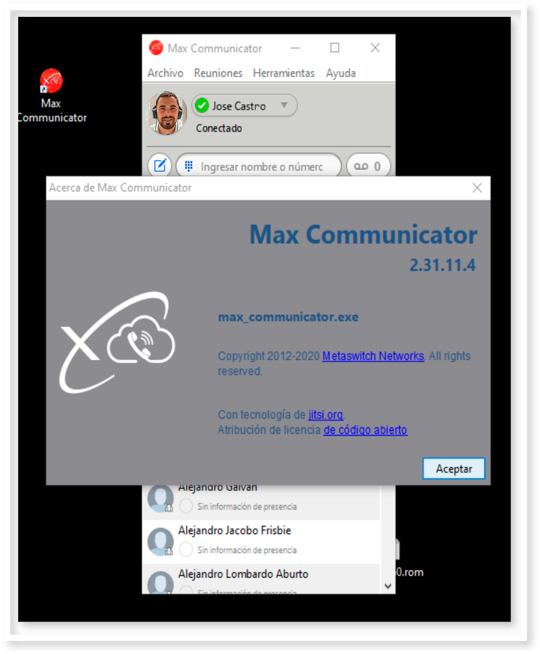 Max Communicator
Archivo Reuniones Herramientas Ayuda
Max
Communicator
Jose Castro
Conectado
Ingresar nombre o númerc
0
Acerca de Max Communicator
Max Communicator
2.31.11.4
max_communicator.exe
Copyright 2012-2020 Metaswitch Networks. All rights
reserved.
Con tecnología de jitsi.org.
Atribución de licencia de código abierto
Aceptar
Alejandro Galvan
Sin información de presencia
Alejandro Jacobo Frisbie
Sin información de presencia
0.rom
Alejandro Lombardo Aburto
Sin información de presencia